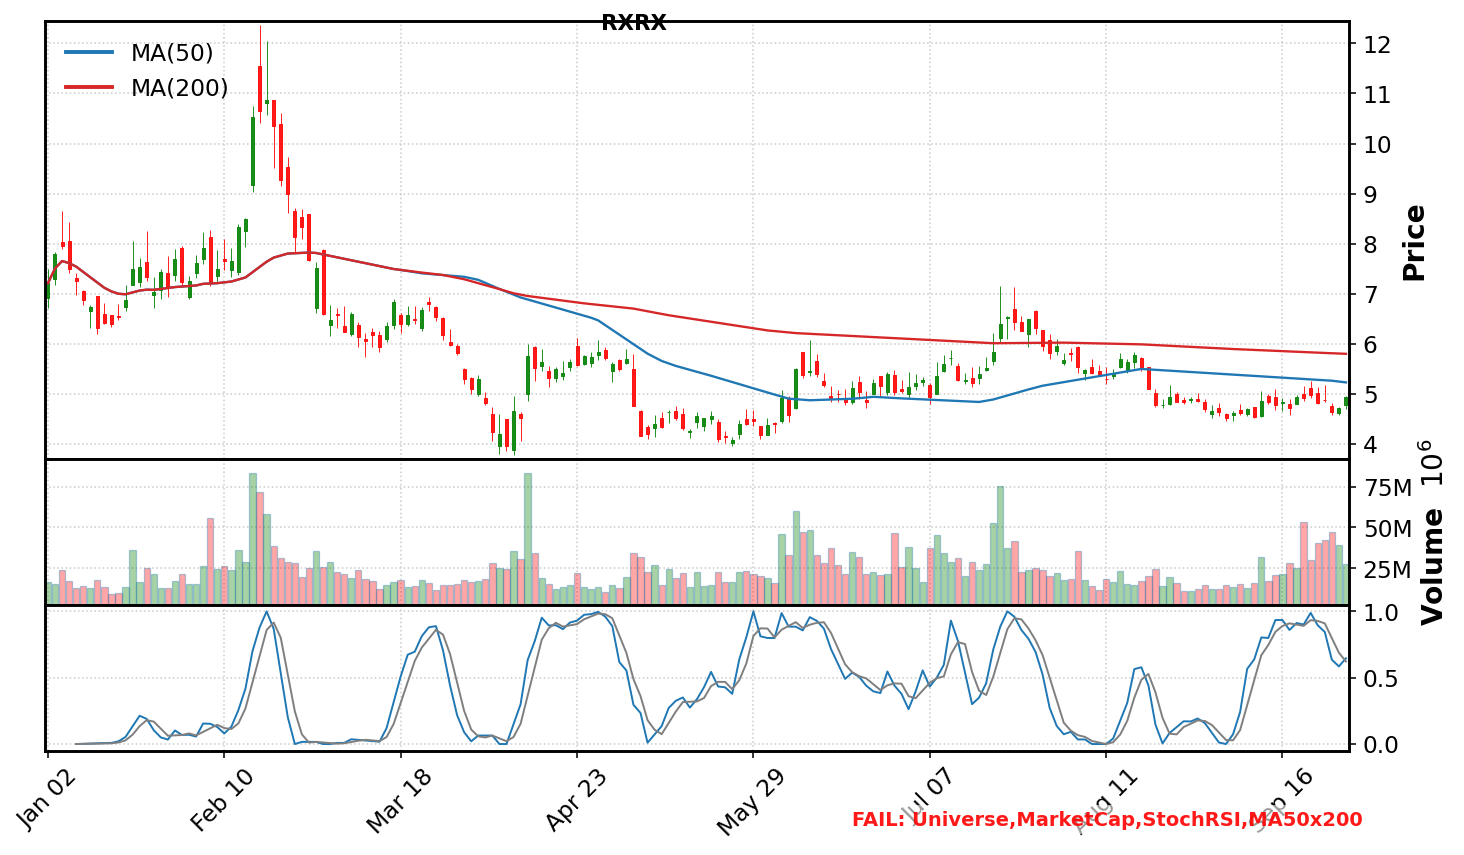 RXRX
MA(50)
MA(200)
12
11
10
9
8
7
6
5
4
Price
75M
50M
25M
Volume 10⁶
1.0
0.5
0.0
Jan 02
Feb 10
Mar 18
Apr 23
May 29
Jul 07
Aug 11
Sep 16
FAIL: Universe,MarketCap,StochRSI,MA50x200